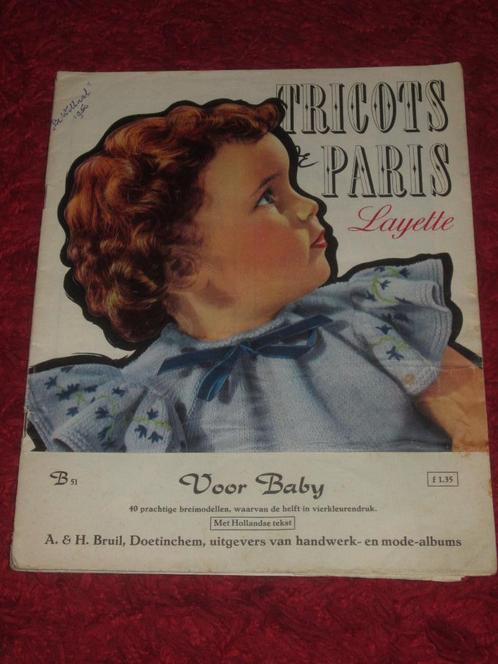 1950
TRICOTS
de PARIS
Layette
B 51
Voor Baby
f 1.35
40 prachtige breimodellen, waarvan de helft in vierkleurendruk.
Met Hollandse tekst
A. & H. Bruil, Doetinchem, uitgevers van handwerk- en mode-albums